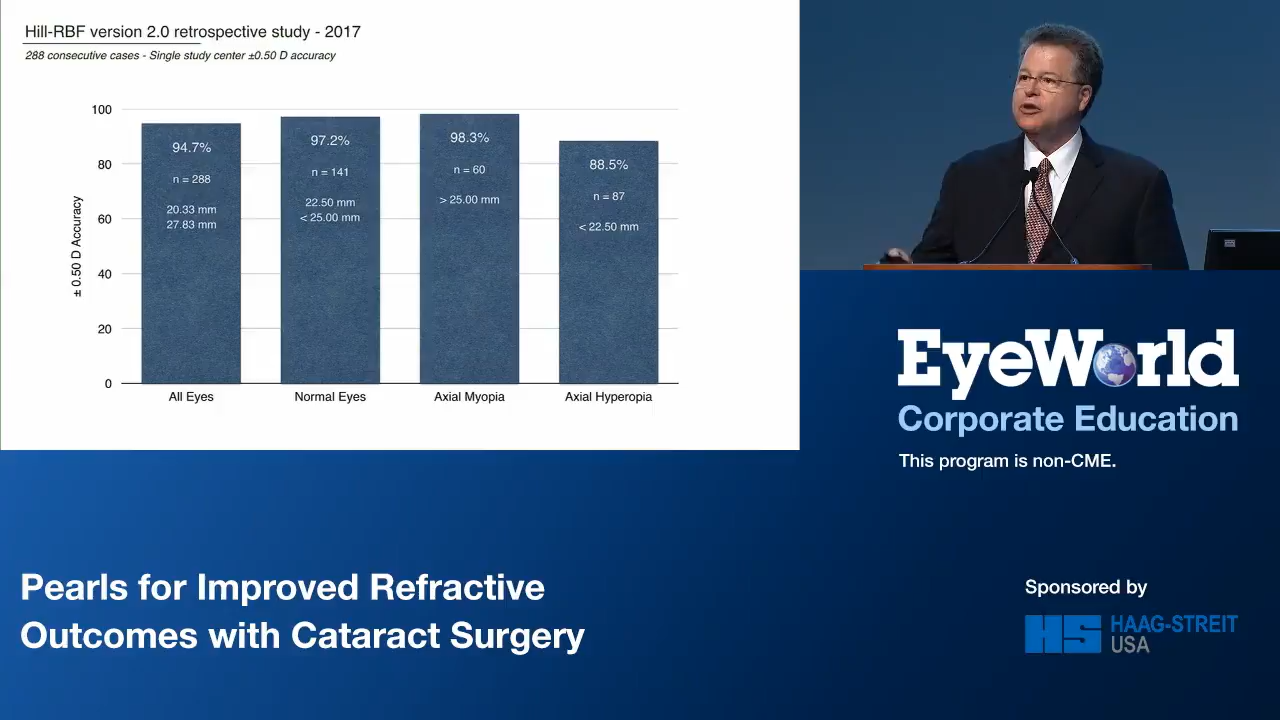 Hill-RBF version 2.0 retrospective study - 2017
288 consecutive cases - Single study center ±0.50 D accuracy
± 0.50 D Accuracy
100
80
60
40
20
0
94.7%
n = 288
20.33 mm
27.83 mm
97.2%
n = 141
22.50 mm
< 25.00 mm
98.3%
n = 60
> 25.00 mm
88.5%
n = 87
< 22.50 mm
All Eyes
Normal Eyes
Axial Myopia
Axial Hyperopia
EyeWorld
Corporate Education
This program is non-CME.
Pearls for Improved Refractive
Outcomes with Cataract Surgery
Sponsored by
HS HAAG-STREIT
USA